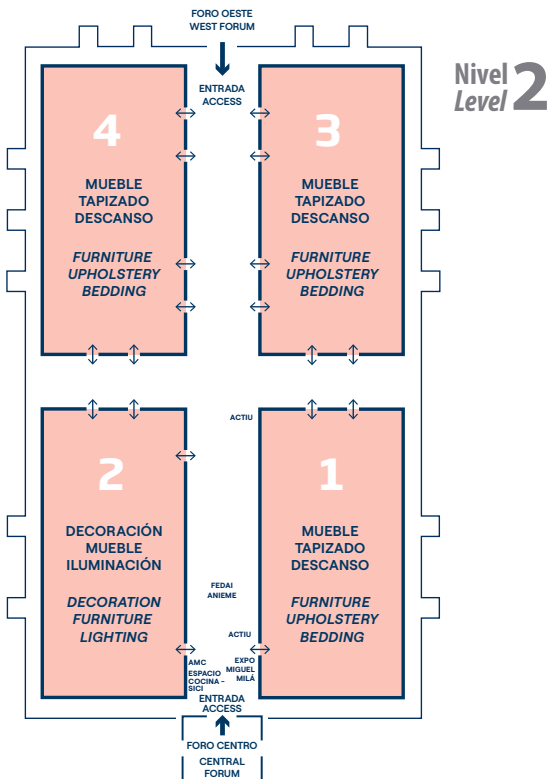 FORO OESTE
WEST FORUM
ENTRADA
ACCESS
Nivel 2
Level
4
MUEBLE
TAPIZADO
DESCANSO
FURNITURE
UPHOLSTERY
BEDDING
3
MUEBLE
TAPIZADO
DESCANSO
FURNITURE
UPHOLSTERY
BEDDING
2
DECORACIÓN
MUEBLE
ILUMINACIÓN
DECORATION
FURNITURE
LIGHTING
ACTIU
FEDAI
ANIEME
ACTIU
1
MUEBLE
TAPIZADO
DESCANSO
FURNITURE
UPHOLSTERY
BEDDING
AMC
ESPACIO
COCINA -
SICI
EXPO
MIGUEL
MILÁ
ENTRADA
ACCESS
FORO CENTRO
CENTRAL
FORUM